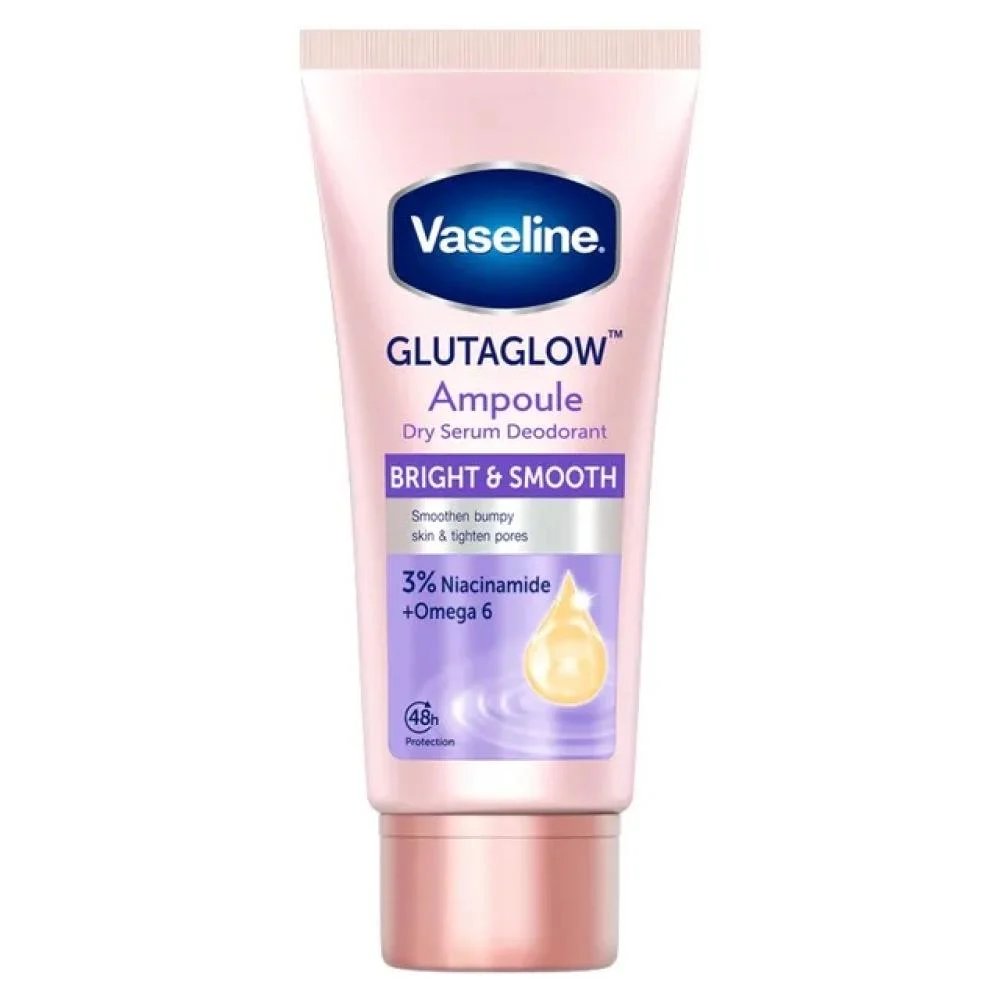 Vaseline.
GLUTAGLOW™
Ampoule
Dry Serum Deodorant
BRIGHT & SMOOTH
Smoothen bumpy
skin & tighten pores
3% Niacinamide
+Omega 6
48h
Protection